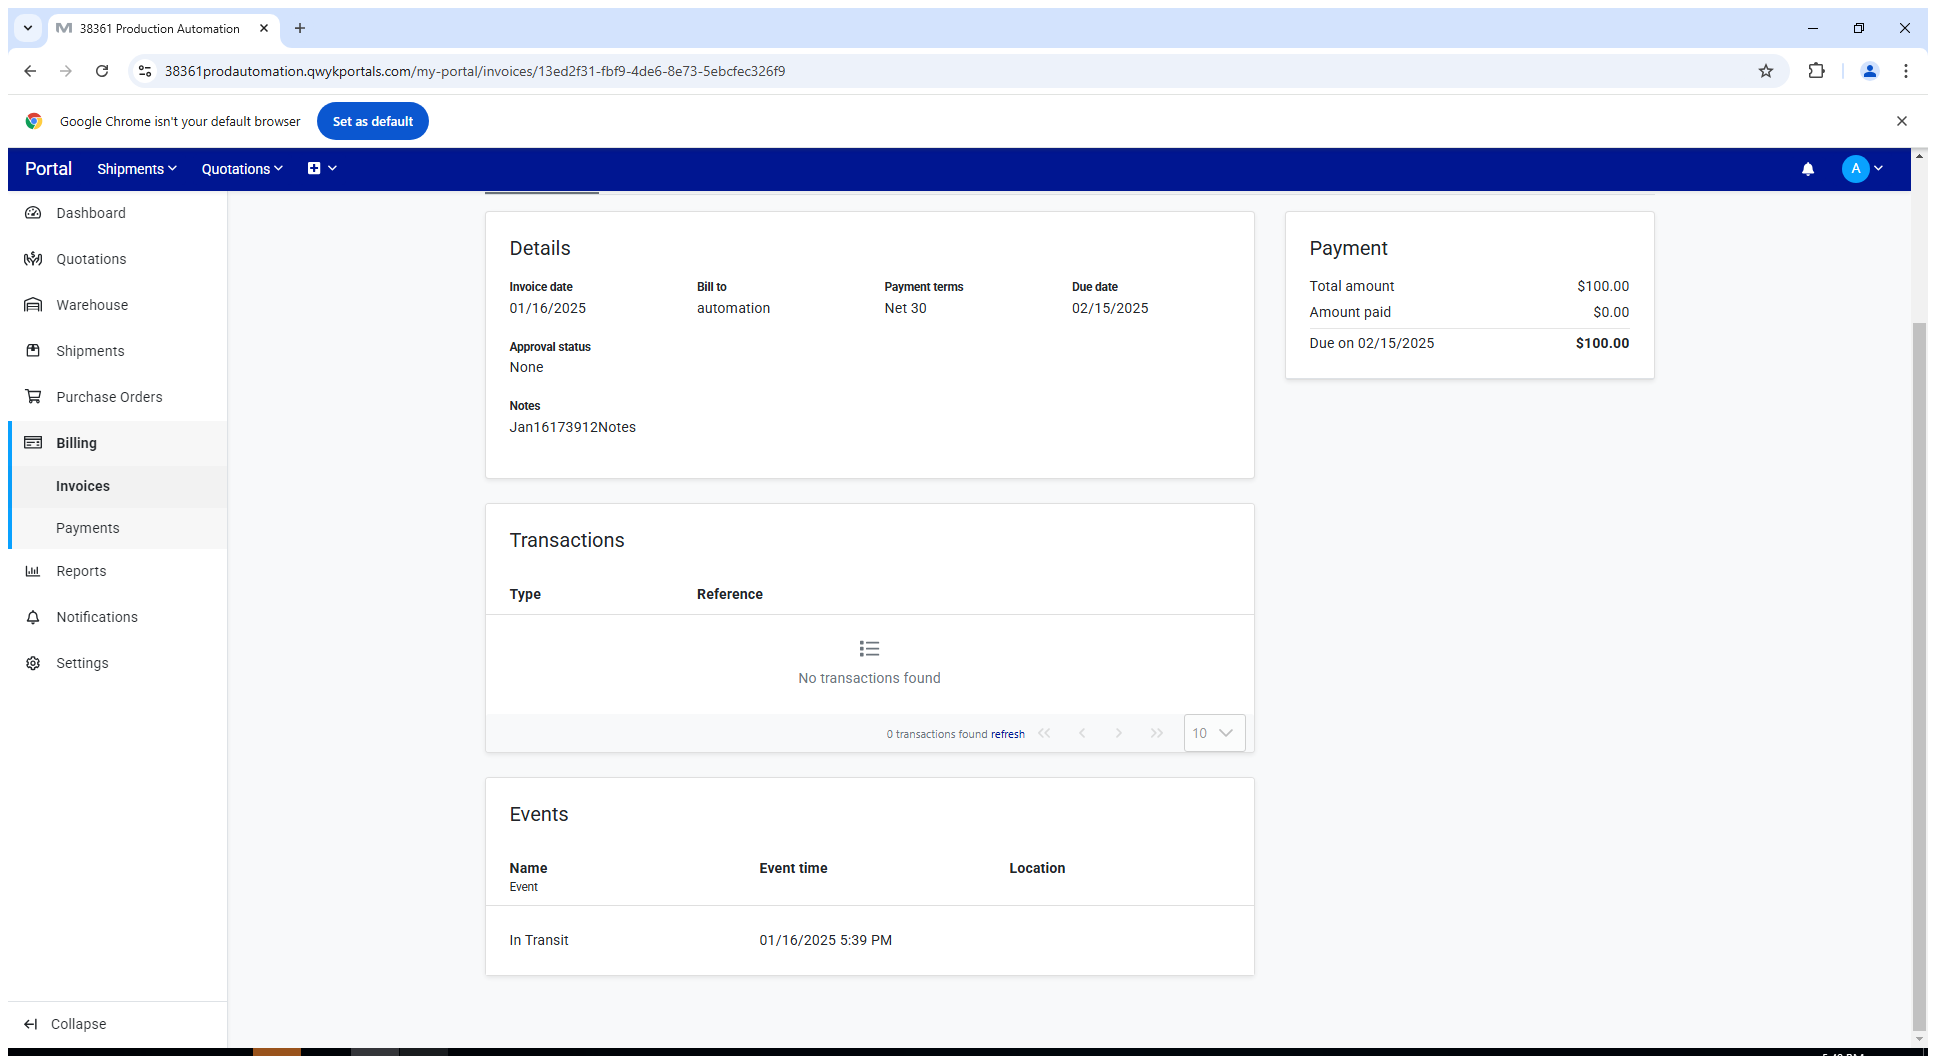 38361 Production Automation
38361prodautomation.qwykportals.com/my-portal/invoices/13ed2f31-fbf9-4de6-8e73-5ebcfec326f9
Google Chrome isn't your default browser Set as default
Portal Shipments Quotations A
Dashboard
Quotations
Warehouse
Shipments
Purchase Orders
Billing
Invoices
Payments
Reports
Notifications
Settings
Collapse
Details
Invoice date Bill to Payment terms Due date
01/16/2025 automation Net 30 02/15/2025
Approval status
None
Notes
Jan16173912Notes
Payment
Total amount $100.00
Amount paid $0.00
Due on 02/15/2025 $100.00
Transactions
Type Reference
No transactions found
0 transactions found refresh 10
Events
Name Event time Location
Event
In Transit 01/16/2025 5:39 PM